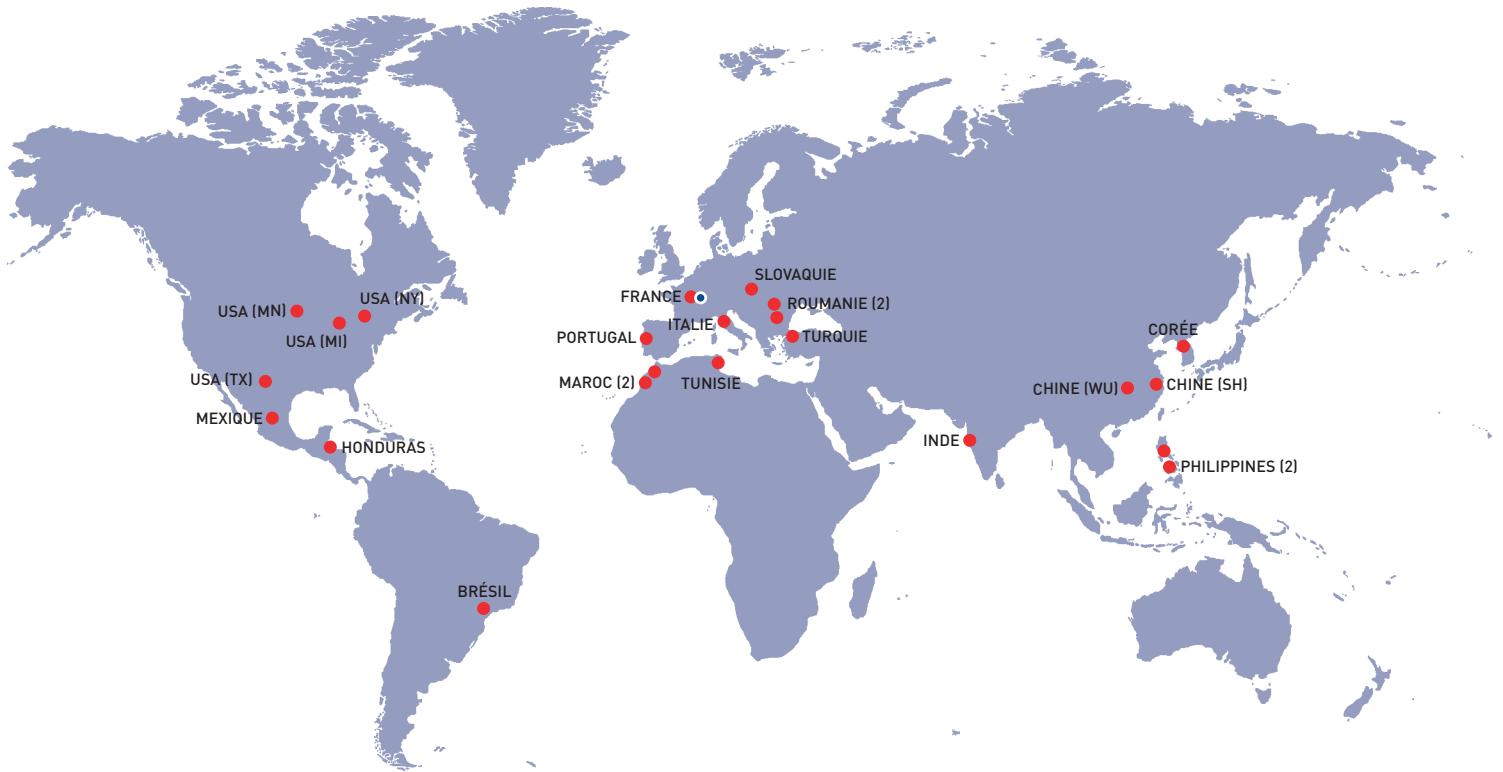 SLOVAQUIE
FRANCE
USA (NY)
ROUMANIE (2)
USA (MN)
ITALIE
CORÉE
PORTUGAL
TURQUIE
USA (MI)
USA (TX)
MAROC (2)
TUNISIE
CHINE (WU)
CHINE (SH)
MEXIQUE
INDE
HONDURAS
PHILIPPINES (2)
BRÉSIL